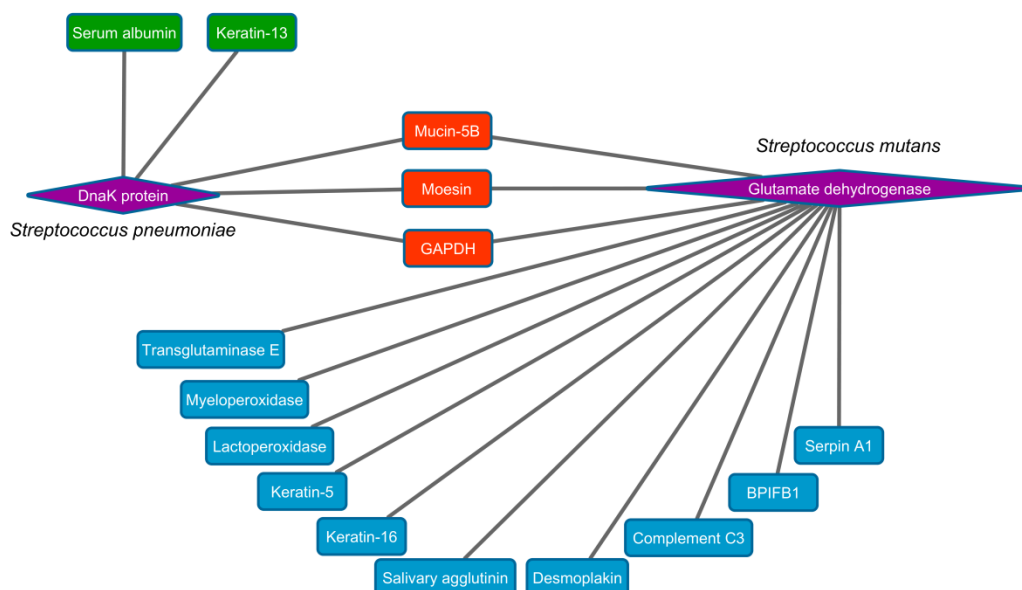 Serum albumin
Keratin-13
Mucin-5B
Streptococcus mutans
DnaK protein
Moesin
Glutamate dehydrogenase
Streptococcus pneumoniae
GAPDH
Transglutaminase E
Myeloperoxidase
Lactoperoxidase
Serpin A1
Keratin-5
BPIFB1
Keratin-16
Complement C3
Salivary agglutinin
Desmoplakin